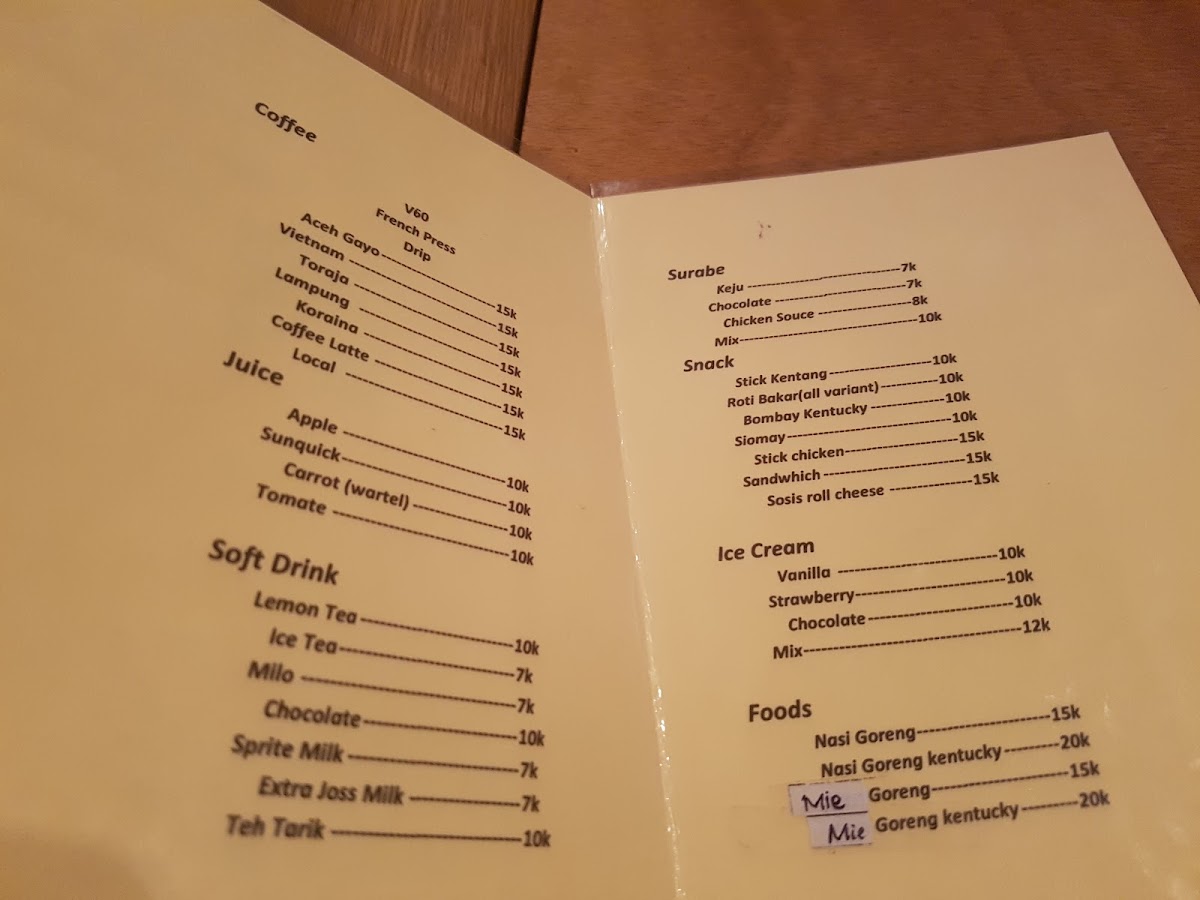 Coffee
V60
French Press
Drip
Aceh Gayo--------------------15k
Vietnam --------------------15k
Toraja --------------------15k
Lampung --------------------15k
Koraina --------------------15k
Coffee Latte --------------------15k
Local --------------------15k
Juice
Apple --------------------10k
Sunquick--------------------10k
Carrot (wartel) --------------------10k
Tomate --------------------10k
Soft Drink
Lemon Tea--------------------10k
Ice Tea--------------------7k
Milo --------------------7k
Chocolate--------------------10k
Sprite Milk --------------------7k
Extra Joss Milk --------------------7k
Teh Tarik --------------------10k
Surabe
Keju --------------------7k
Chocolate --------------------7k
Chicken Souce --------------------8k
Mix--------------------10k
Snack
Stick Kentang--------------------10k
Roti Bakar(all variant)----------10k
Bombay Kentucky ------------10k
Siomay--------------------10k
Stick chicken--------------------15k
Sandwhich --------------------15k
Sosis roll cheese --------------15k
Ice Cream
Vanilla --------------------10k
Strawberry--------------------10k
Chocolate--------------------10k
Mix--------------------12k
Foods
Nasi Goreng--------------------15k
Nasi Goreng kentucky---------20k
Mie Goreng--------------------15k
Mie Goreng kentucky----------20k